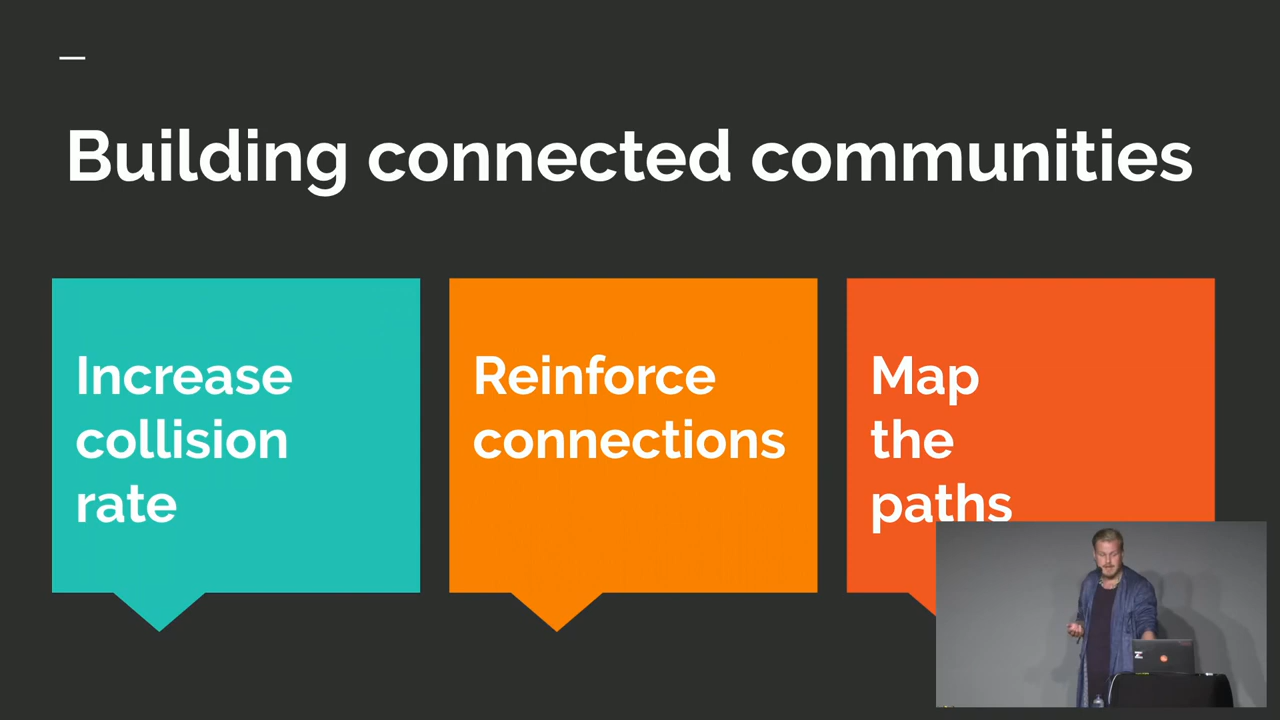 Building connected communities
Increase
collision
rate
Reinforce
connections
Map
the
paths